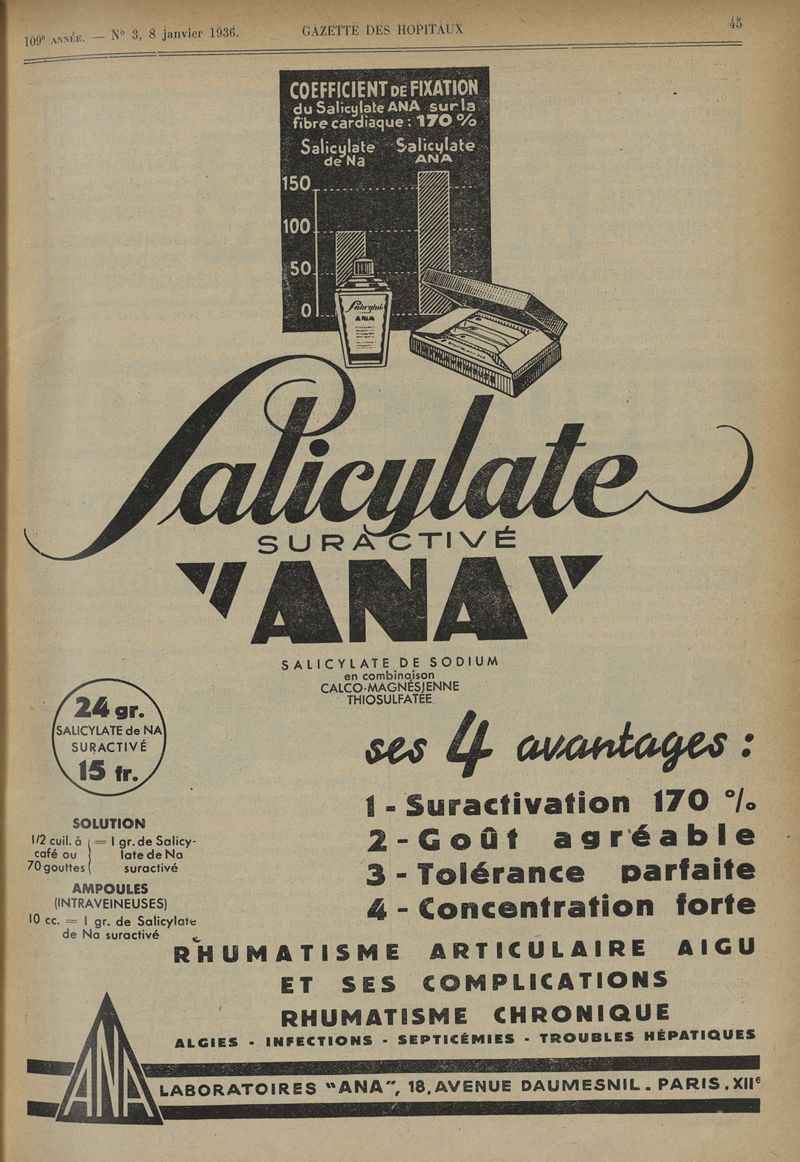 109e ANNÉE. — N° 3, 8 janvier 1936.
GAZETTE DES HOPITAUX
45
COEFFICIENT DE FIXATION
du Salicylate ANA sur la
fibre cardiaque : 170 %
Salicylate Salicylate
de Na ANA
150
100
50
0
Salicylate
ANA
Salicylate
SURACTIVÉ
"ANA"
SALICYLATE DE SODIUM
en combinaison
CALCO-MAGNÉSIENNE
THIOSULFATÉE
24 gr.
SALICYLATE de NA
SURACTIVÉ
15 fr.
ses 4 avantages :
1 - Suractivation 170 %
2 - Goût agréable
3 - Tolérance parfaite
4 - Concentration forte
SOLUTION
1/2 cuil. à = 1 gr. de Salicy-
café ou late de Na
70 gouttes suractivé
AMPOULES
(INTRAVEINEUSES)
10 cc. = 1 gr. de Salicylate
de Na suractivé
RHUMATISME ARTICULAIRE AIGU
ET SES COMPLICATIONS
RHUMATISME CHRONIQUE
ALGIES - INFECTIONS - SEPTICÉMIES - TROUBLES HÉPATIQUES
ANA
LABORATOIRES "ANA", 18, AVENUE DAUMESNIL. PARIS. XIIe